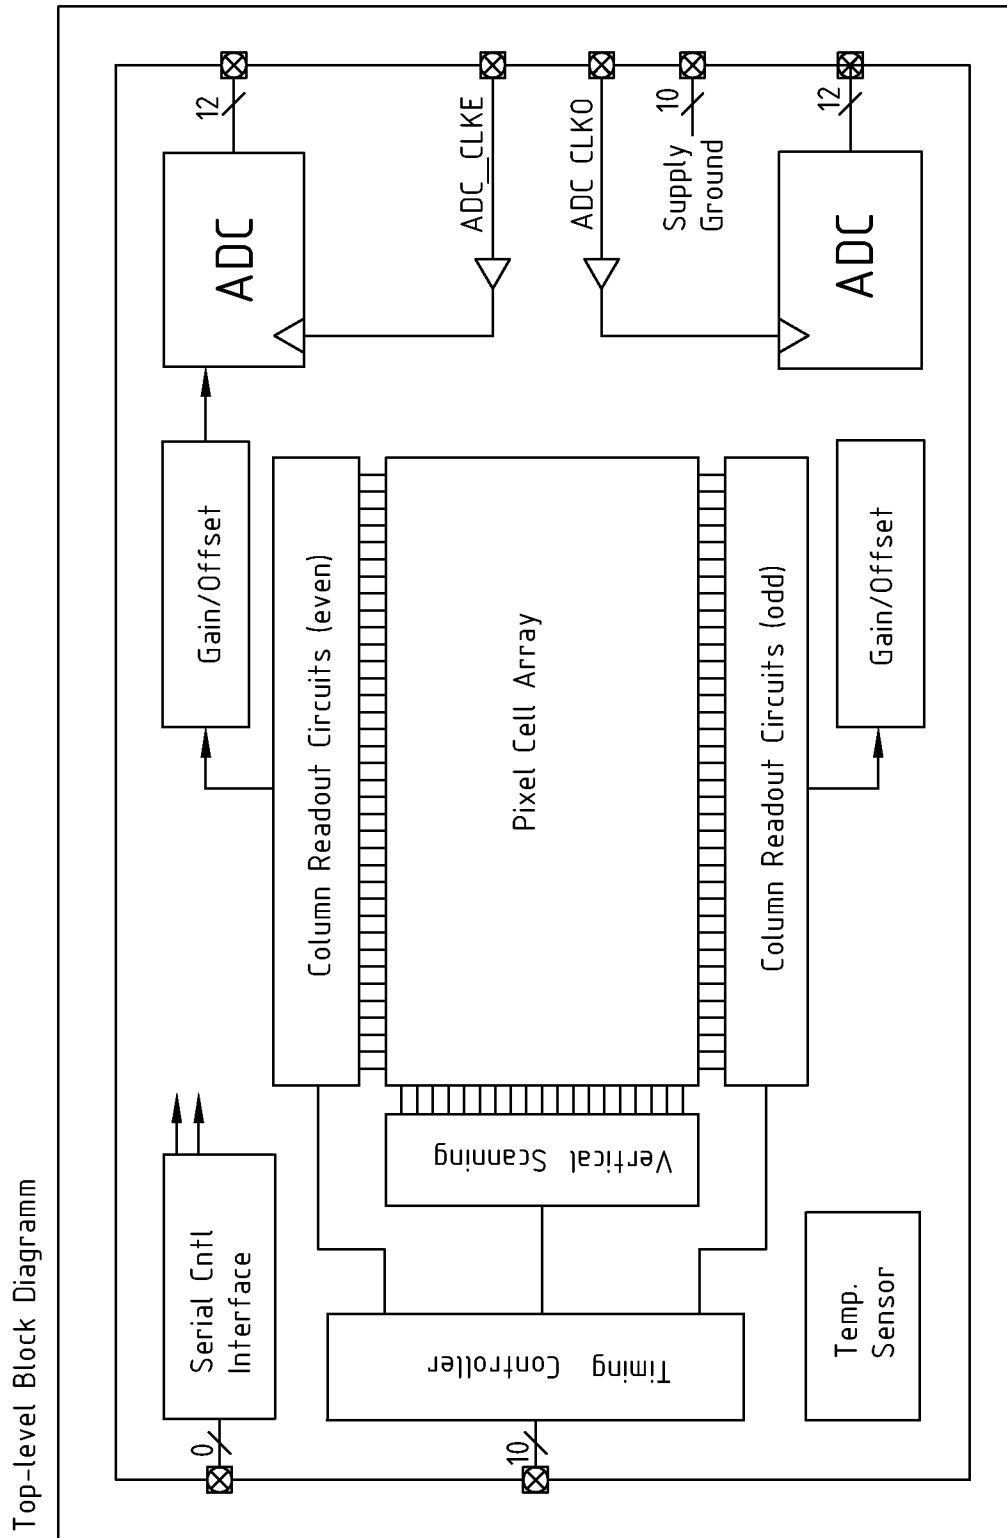 Top-level Block Diagramm
Serial Cntl
Interface
0
Gain/Offset
ADC
12
Column Readout Circuits (even)
ADC_CLKE
Timing
Controller
10
Vertical Scanning
Pixel Cell Array
ADC CLKO
Supply
Ground
10
Column Readout Circuits (odd)
Temp.
Sensor
Gain/Offset
ADC
12